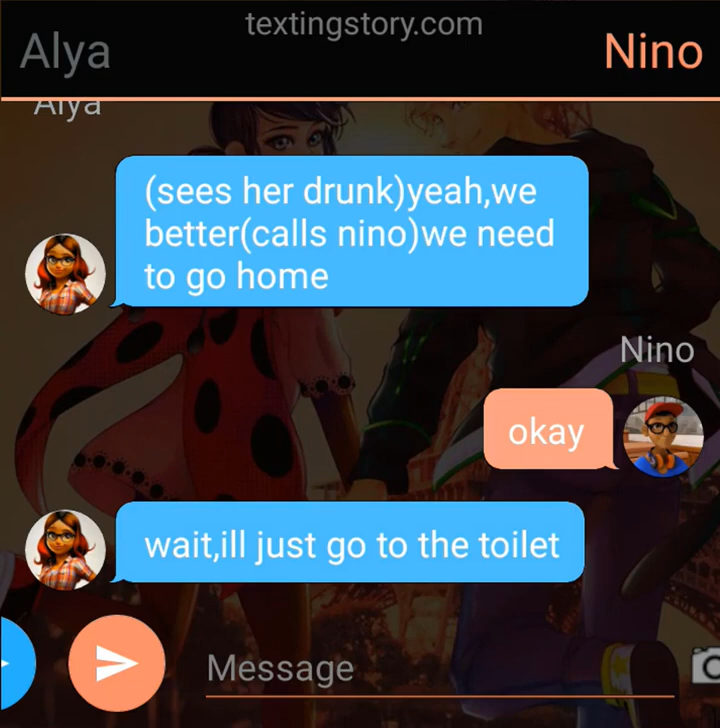 textingstory.com
Alya
Nino
Alya
(sees her drunk)yeah,we
better(calls nino)we need
to go home
Nino
okay
wait,ill just go to the toilet
Message